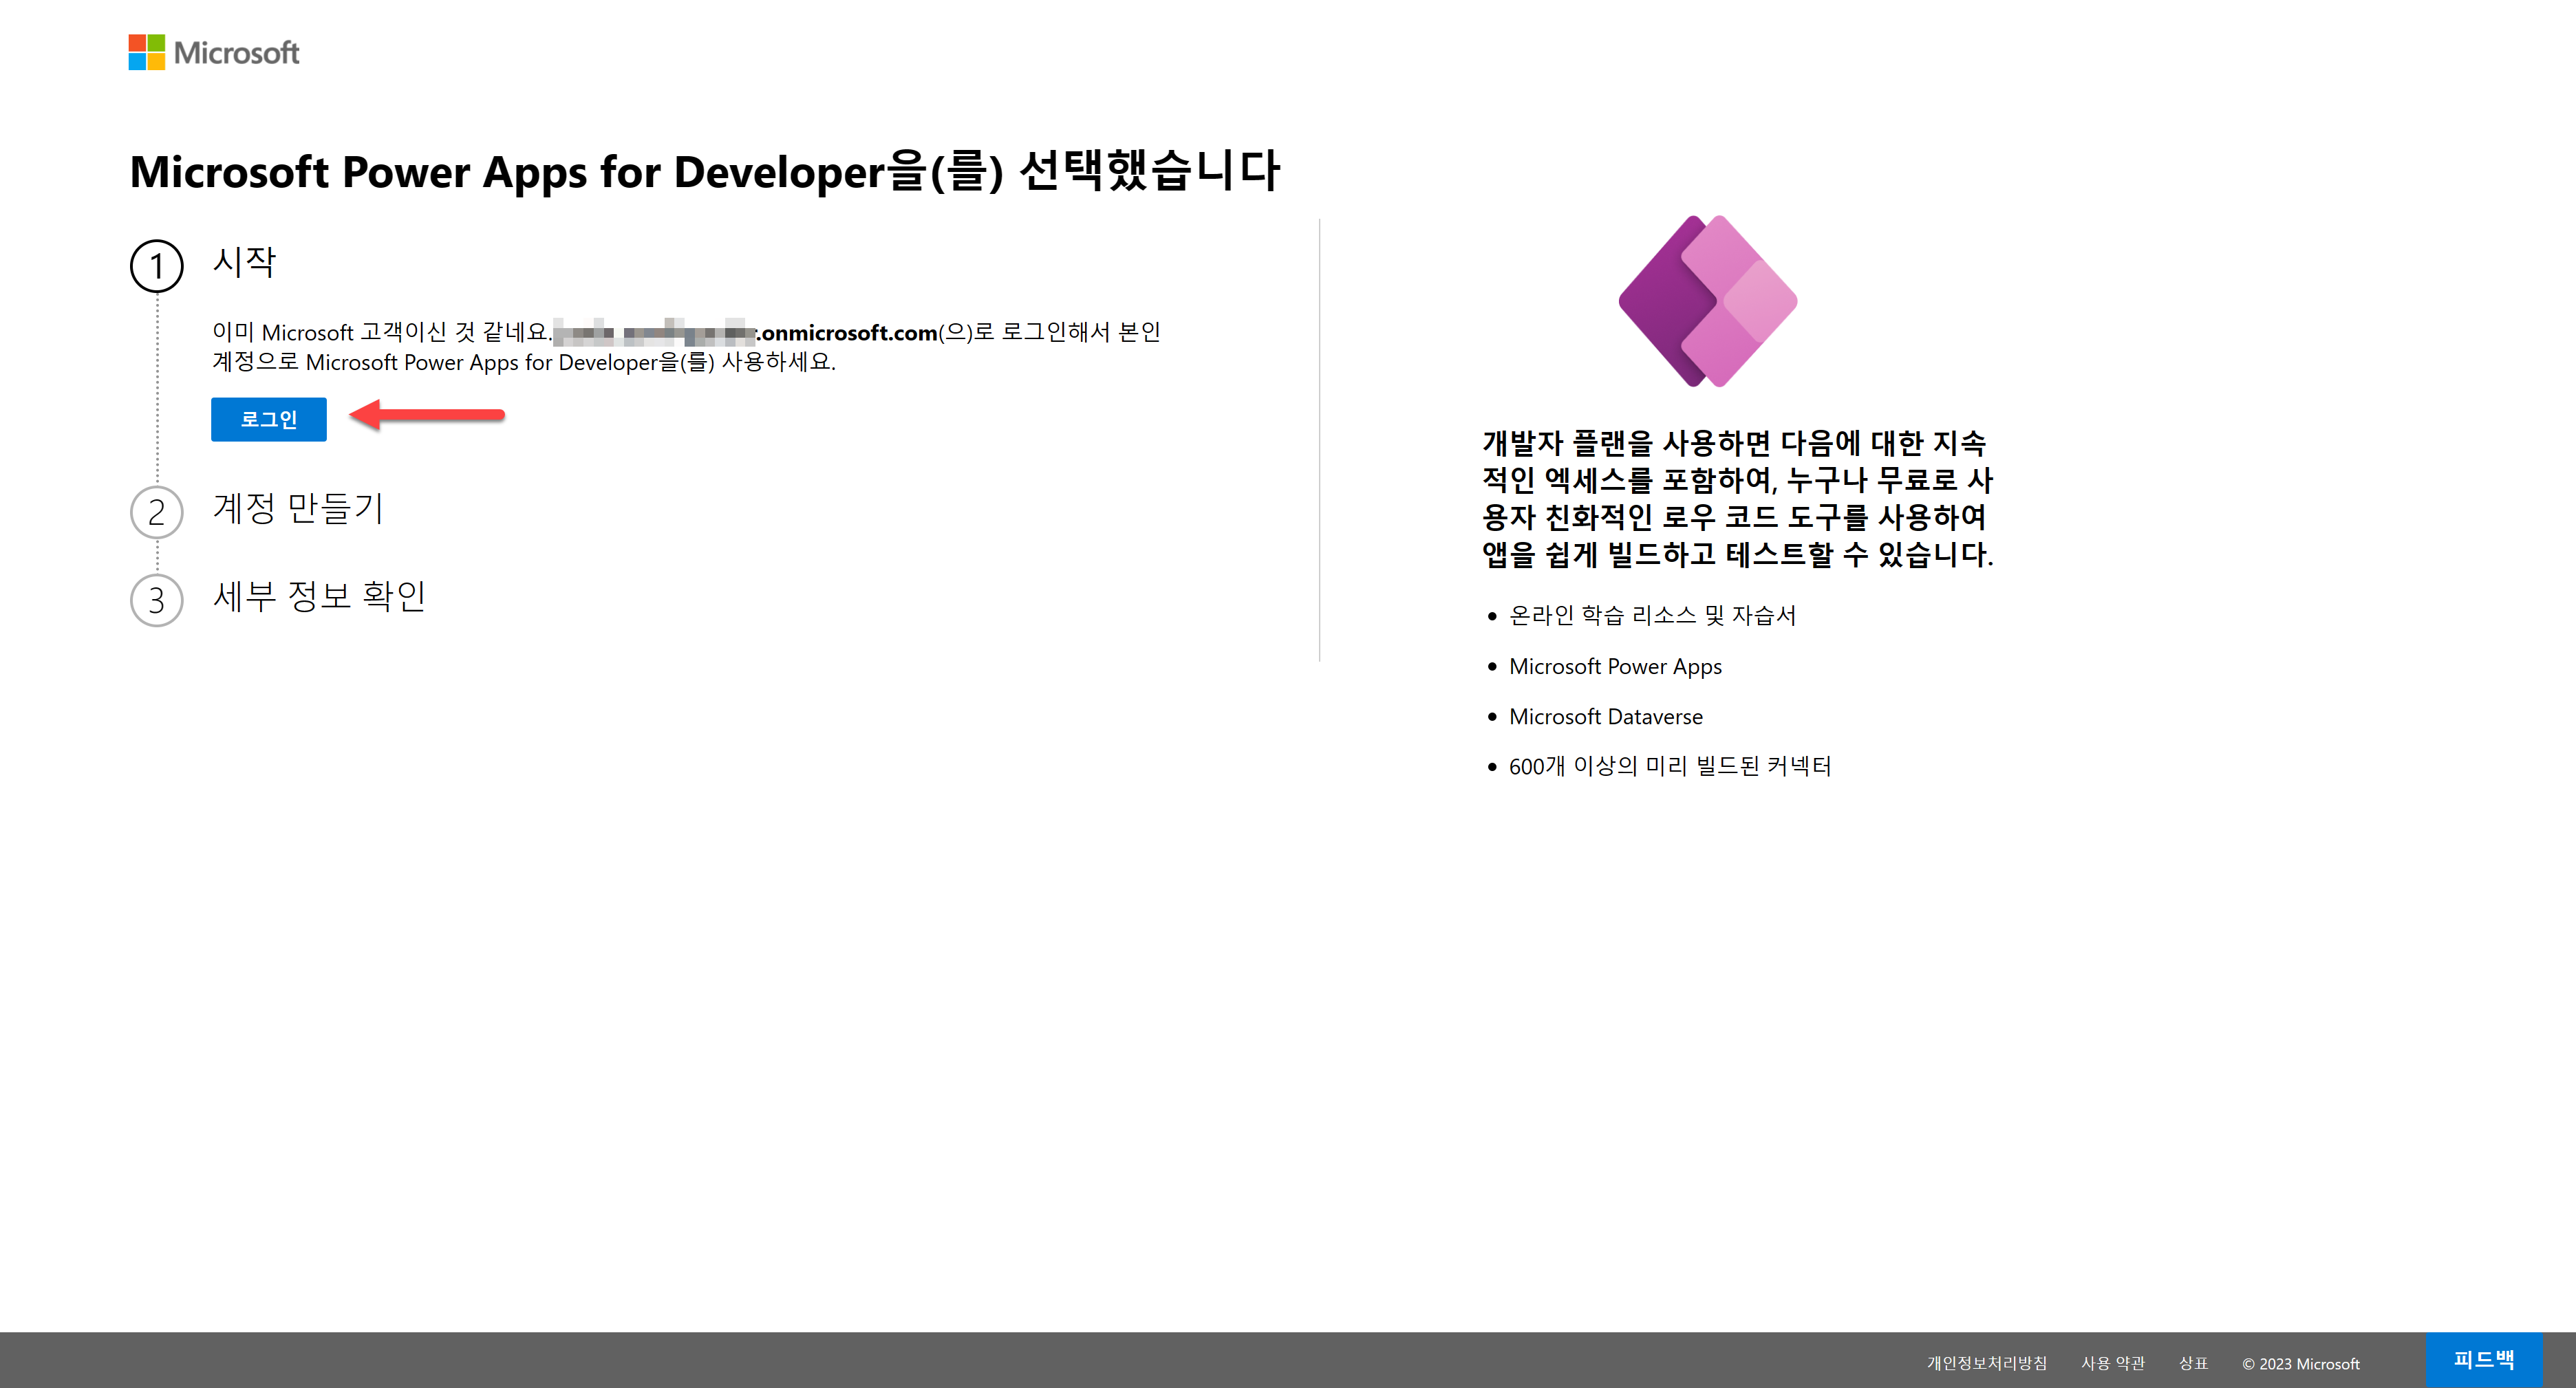 Microsoft
Microsoft Power Apps for Developer을(를) 선택했습니다
1 시작
이미 Microsoft 고객이신 것 같네요. .onmicrosoft.com(으)로 로그인해서 본인
계정으로 Microsoft Power Apps for Developer을(를) 사용하세요.
로그인
2 계정 만들기
3 세부 정보 확인
개발자 플랜을 사용하면 다음에 대한 지속
적인 엑세스를 포함하여, 누구나 무료로 사
용자 친화적인 로우 코드 도구를 사용하여
앱을 쉽게 빌드하고 테스트할 수 있습니다.
• 온라인 학습 리소스 및 자습서
• Microsoft Power Apps
• Microsoft Dataverse
• 600개 이상의 미리 빌드된 커넥터
개인정보처리방침 사용 약관 상표 © 2023 Microsoft 피드백